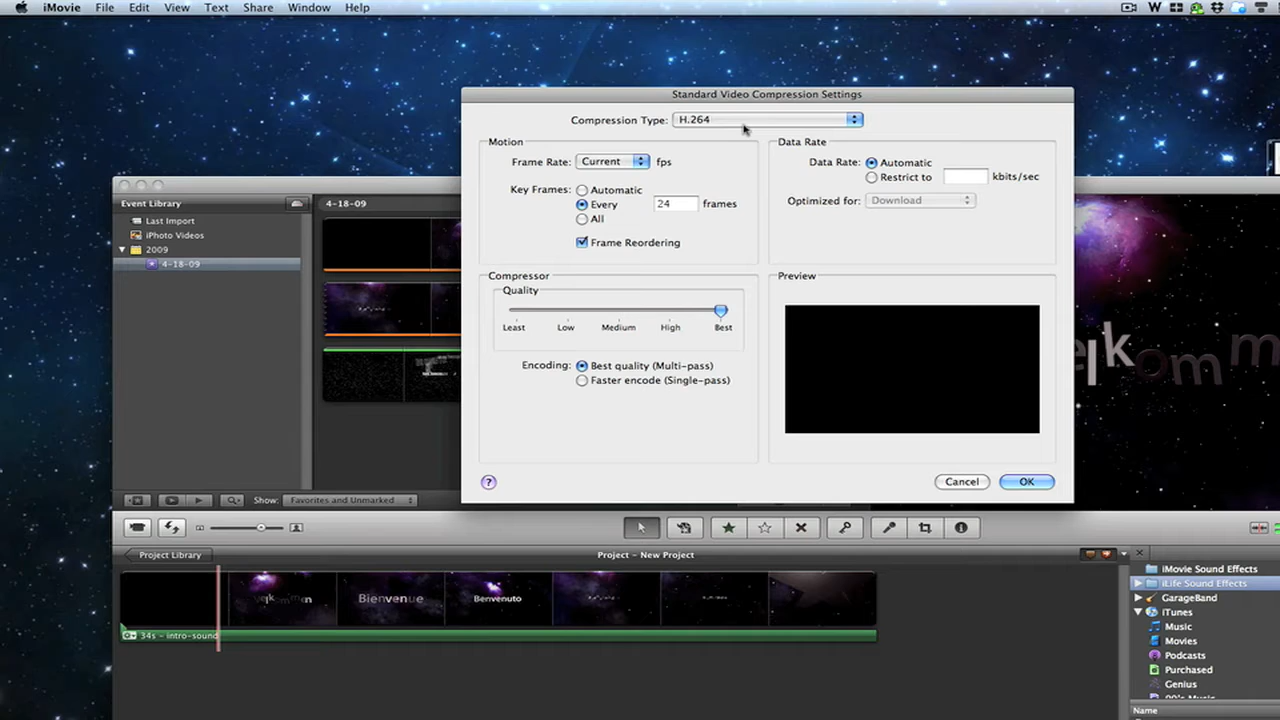 iMovie File Edit View Text Share Window Help
Standard Video Compression Settings
Compression Type: H.264
Motion
Frame Rate: Current fps
Key Frames: Automatic
Every 24 frames
All
Frame Reordering
Data Rate
Data Rate: Automatic
Restrict to kbits/sec
Optimized for: Download
Compressor
Quality
Least Low Medium High Best
Encoding: Best quality (Multi-pass)
Faster encode (Single-pass)
Preview
? Cancel OK
Event Library
Last Import
iPhoto Videos
2009
4-18-09
4-18-09
Show: Favorites and Unmarked
Project Library
Project - New Project
Bienvenue
Benvenuto
34s - intro-sound
iMovie Sound Effects
iLife Sound Effects
GarageBand
iTunes
Music
Movies
Podcasts
Purchased
Genius
90's Music
Name